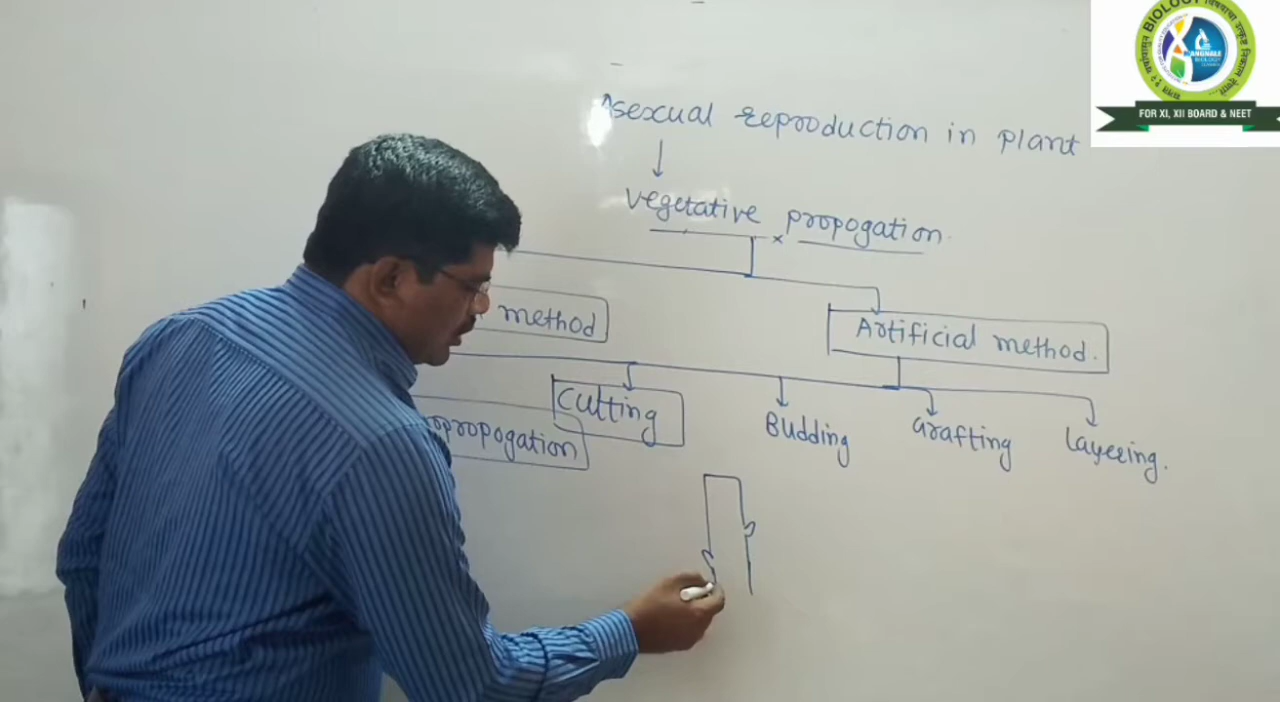 Asexual reproduction in plant
Vegetative propogation.
method
Artificial method.
Cutting
Budding
Grafting
Layering.
propogation
BIOLOGY
BIOLOGY
FOR XI, XII BOARD & NEET